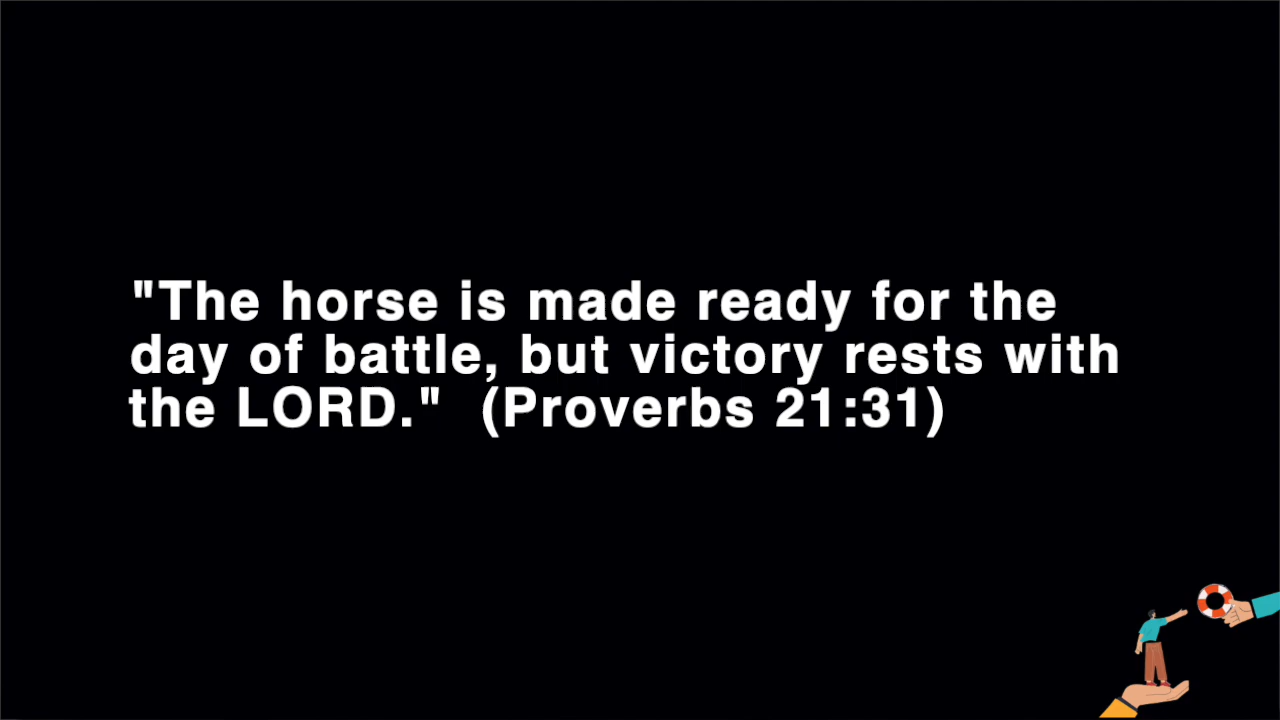 "The horse is made ready for the
day of battle, but victory rests with
the LORD."  (Proverbs 21:31)